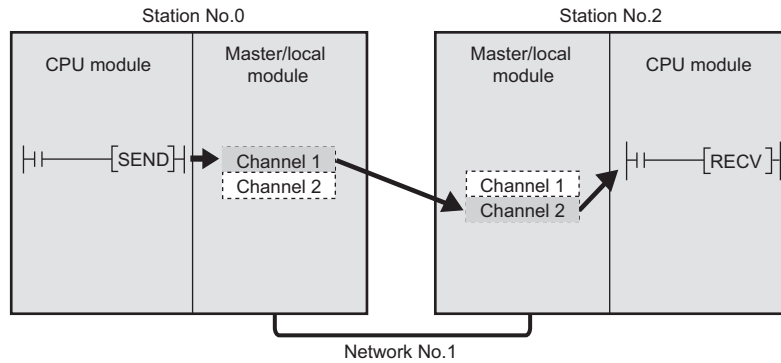 Station No.0
Station No.2
CPU module
Master/local
module
Master/local
module
CPU module
SEND
Channel 1
Channel 2
Channel 1
Channel 2
RECV
Network No.1